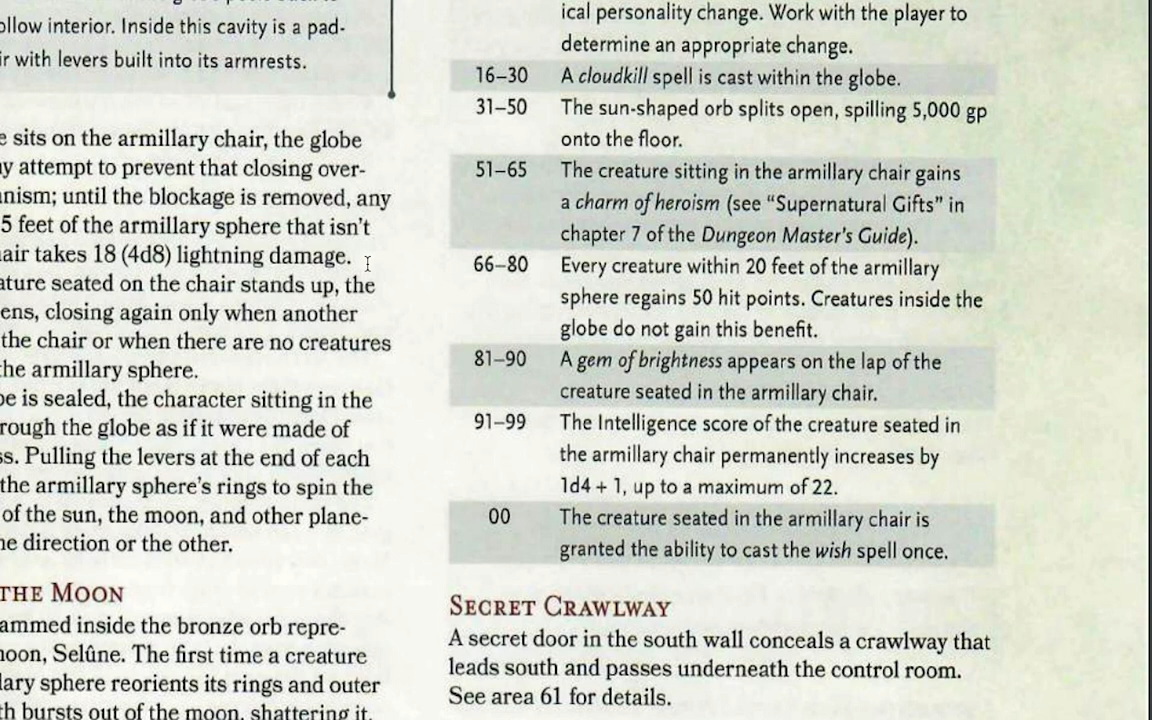 ollow interior. Inside this cavity is a pad-
ir with levers built into its armrests.
e sits on the armillary chair, the globe
ny attempt to prevent that closing over-
anism; until the blockage is removed, any
5 feet of the armillary sphere that isn't
hair takes 18 (4d8) lightning damage.
ature seated on the chair stands up, the
ens, closing again only when another
the chair or when there are no creatures
the armillary sphere.
be is sealed, the character sitting in the
rough the globe as if it were made of
ss. Pulling the levers at the end of each
the armillary sphere's rings to spin the
of the sun, the moon, and other plane-
ne direction or the other.
THE MOON
ammed inside the bronze orb repre-
noon, Selûne. The first time a creature
lary sphere reorients its rings and outer
th bursts out of the moon, shattering it.
ical personality change. Work with the player to
determine an appropriate change.
16–30 A cloudkill spell is cast within the globe.
31–50 The sun-shaped orb splits open, spilling 5,000 gp
onto the floor.
51–65 The creature sitting in the armillary chair gains
a charm of heroism (see "Supernatural Gifts" in
chapter 7 of the Dungeon Master's Guide).
66–80 Every creature within 20 feet of the armillary
sphere regains 50 hit points. Creatures inside the
globe do not gain this benefit.
81–90 A gem of brightness appears on the lap of the
creature seated in the armillary chair.
91–99 The Intelligence score of the creature seated in
the armillary chair permanently increases by
1d4 + 1, up to a maximum of 22.
00 The creature seated in the armillary chair is
granted the ability to cast the wish spell once.
SECRET CRAWLWAY
A secret door in the south wall conceals a crawlway that
leads south and passes underneath the control room.
See area 61 for details.